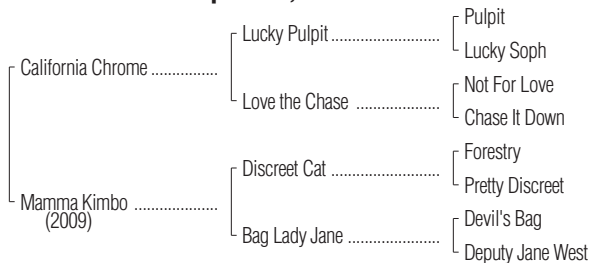 Pulpit
Lucky Pulpit ........................
Lucky Soph
California Chrome ...............
Not For Love
Love the Chase ..................
Chase It Down
Forestry
Discreet Cat ........................
Pretty Discreet
Mamma Kimbo ...................
(2009)
Devil's Bag
Bag Lady Jane ....................
Deputy Jane West